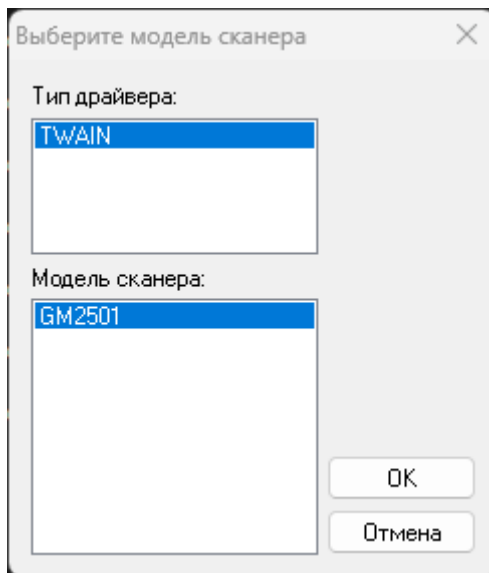 Выберите модель сканера
Тип драйвера:
TWAIN
Модель сканера:
GM2501
OK
Отмена